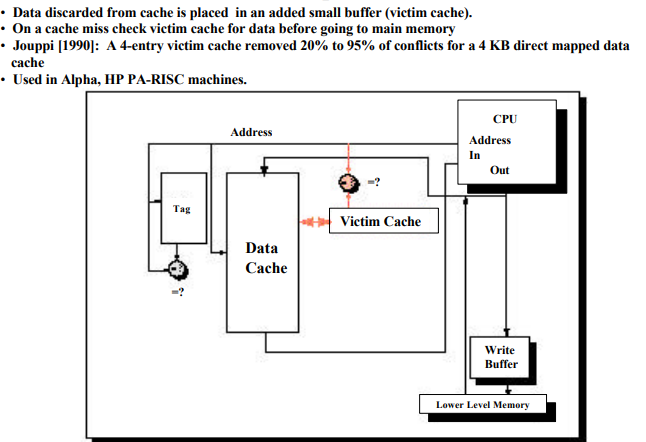 • Data discarded from cache is placed in an added small buffer (victim cache).
• On a cache miss check victim cache for data before going to main memory
• Jouppi [1990]: A 4-entry victim cache removed 20% to 95% of conflicts for a 4 KB direct mapped data
cache
• Used in Alpha, HP PA-RISC machines.
CPU
Address
Address
In
Out
=?
Tag
Victim Cache
Data
Cache
=?
Write
Buffer
Lower Level Memory